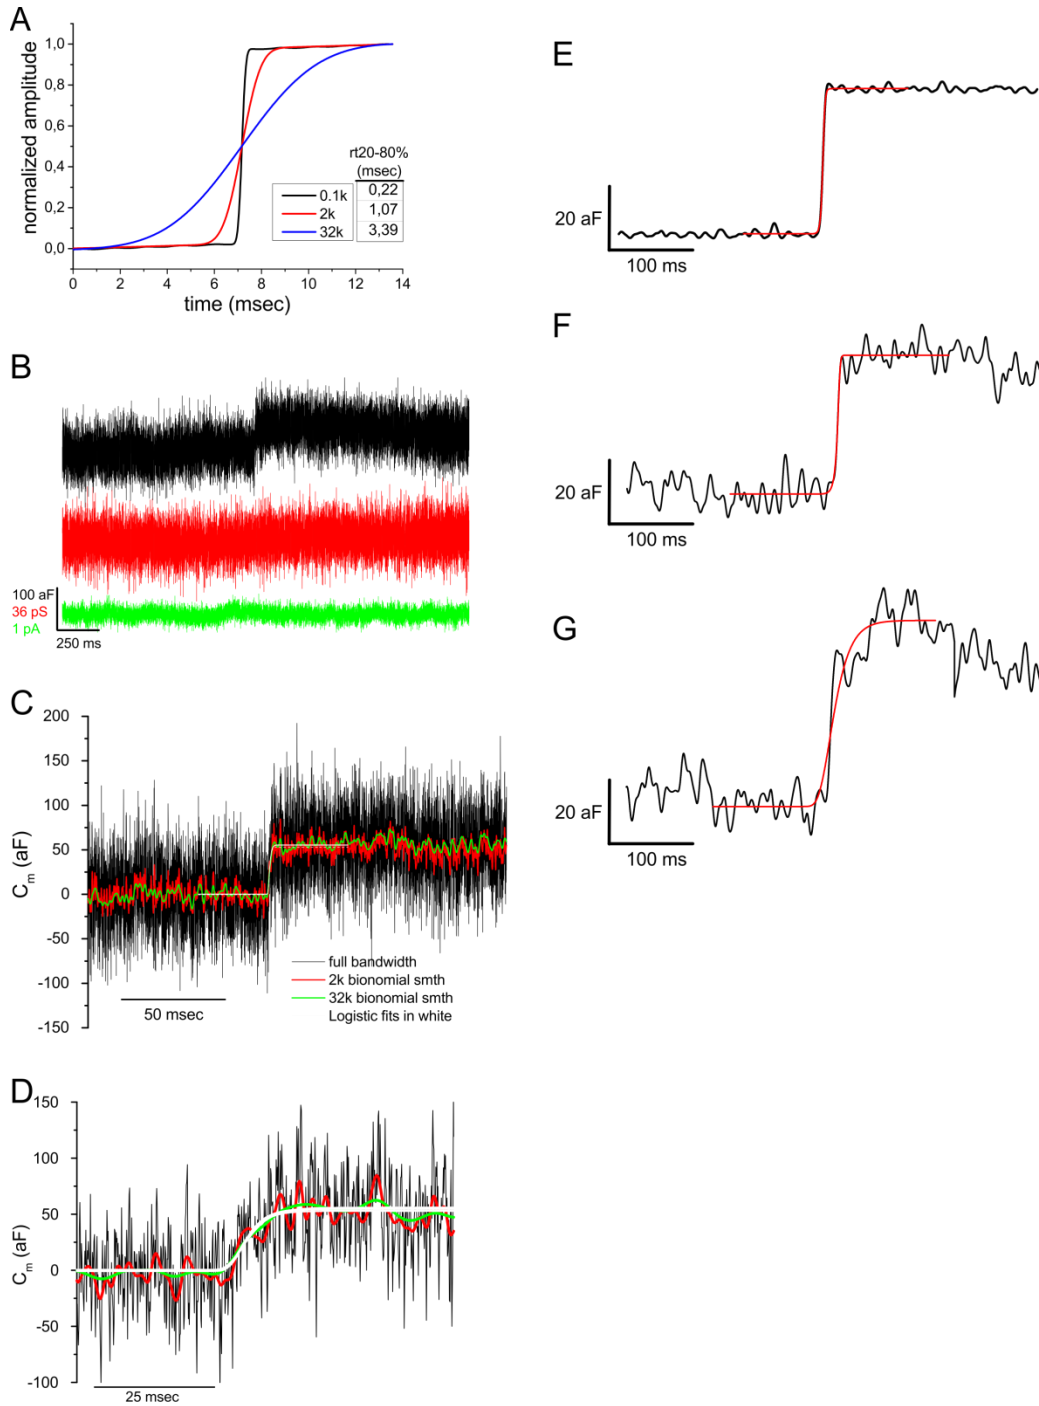 A
normalized amplitude
1,0
0,8
0,6
0,4
0,2
0,0
0 2 4 6 8 10 12 14
time (msec)
rt20-80%
(msec)
0.1k 0,22
2k 1,07
32k 3,39
B
100 aF
36 pS
1 pA
250 ms
C
C_m (aF)
200
150
100
50
0
-50
-100
-150
50 msec
full bandwidth
2k bionomial smth
32k bionomial smth
Logistic fits in white
D
C_m (aF)
150
100
50
0
-50
-100
25 msec
E
20 aF
100 ms
F
20 aF
100 ms
G
20 aF
100 ms